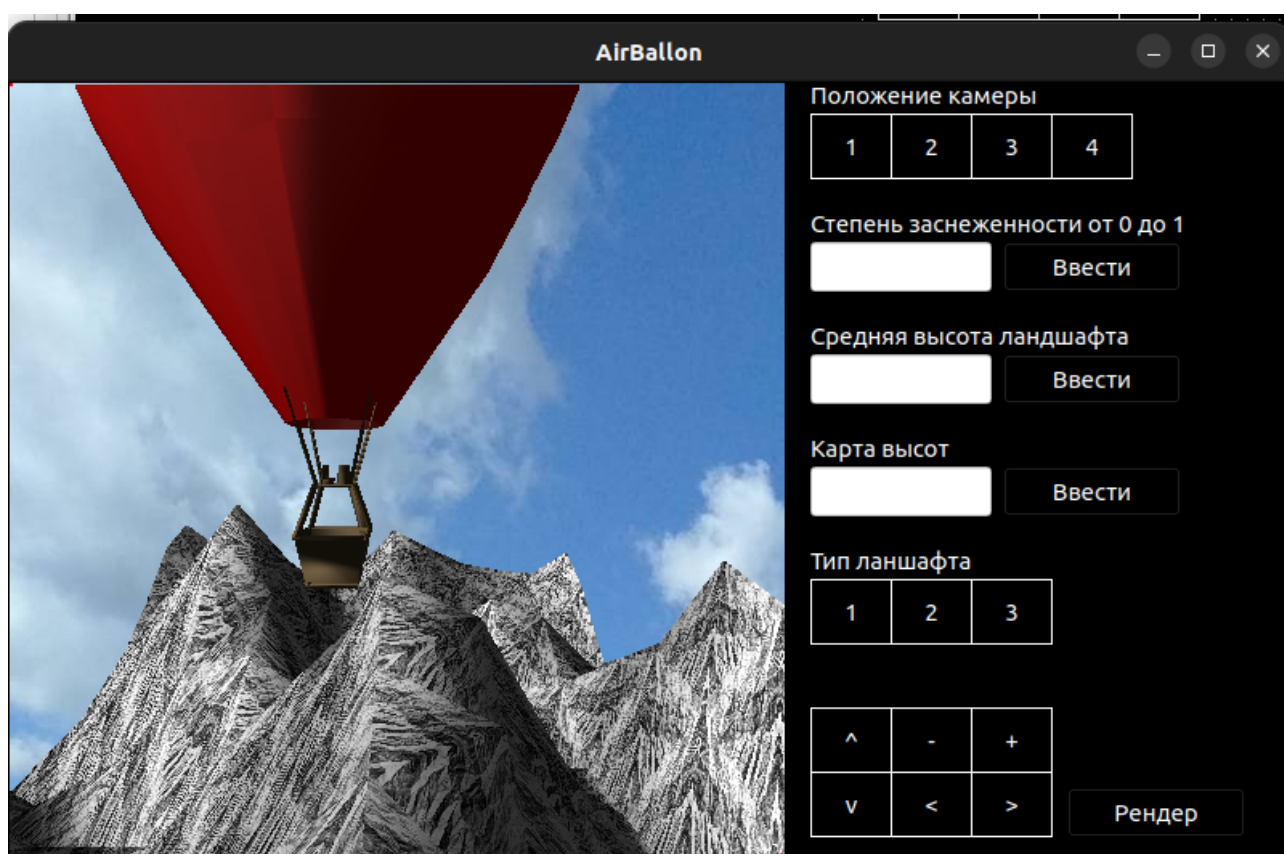 AirBallon
Положение камеры
1 2 3 4
Степень заснеженности от 0 до 1
Ввести
Средняя высота ландшафта
Ввести
Карта высот
Ввести
Тип ланшафта
1 2 3
^ - +
v < >
Рендер